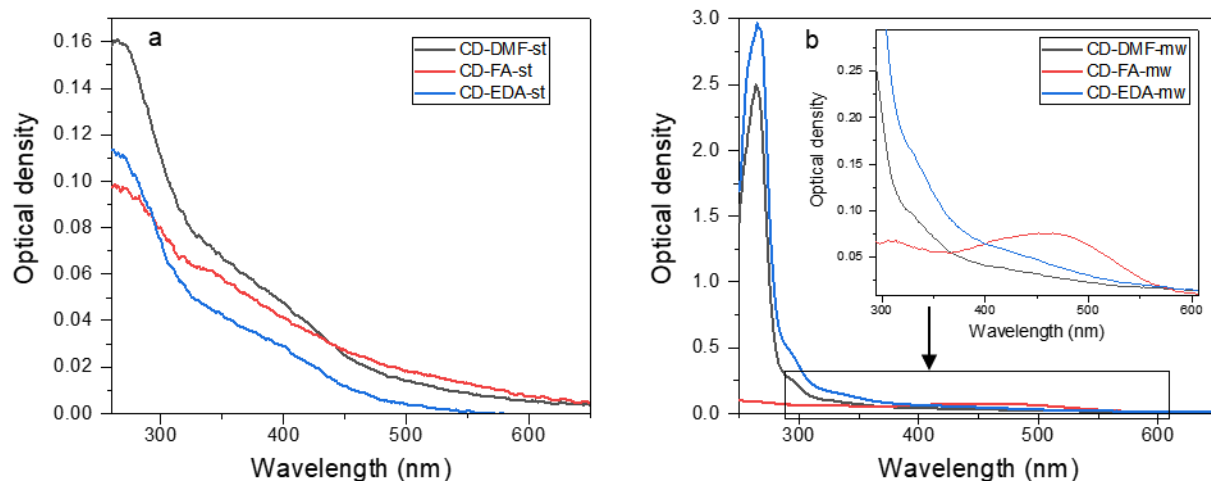 a
CD-DMF-st
CD-FA-st
CD-EDA-st
0.16
0.14
0.12
0.10
0.08
0.06
0.04
0.02
0.00
Optical density
300 400 500 600
Wavelength (nm)
b
3.0
2.5
2.0
1.5
1.0
0.5
0.0
Optical density
300 400 500 600
Wavelength (nm)
CD-DMF-mw
CD-FA-mw
CD-EDA-mw
0.25
0.20
0.15
0.10
0.05
Optical density
300 400 500 600
Wavelength (nm)